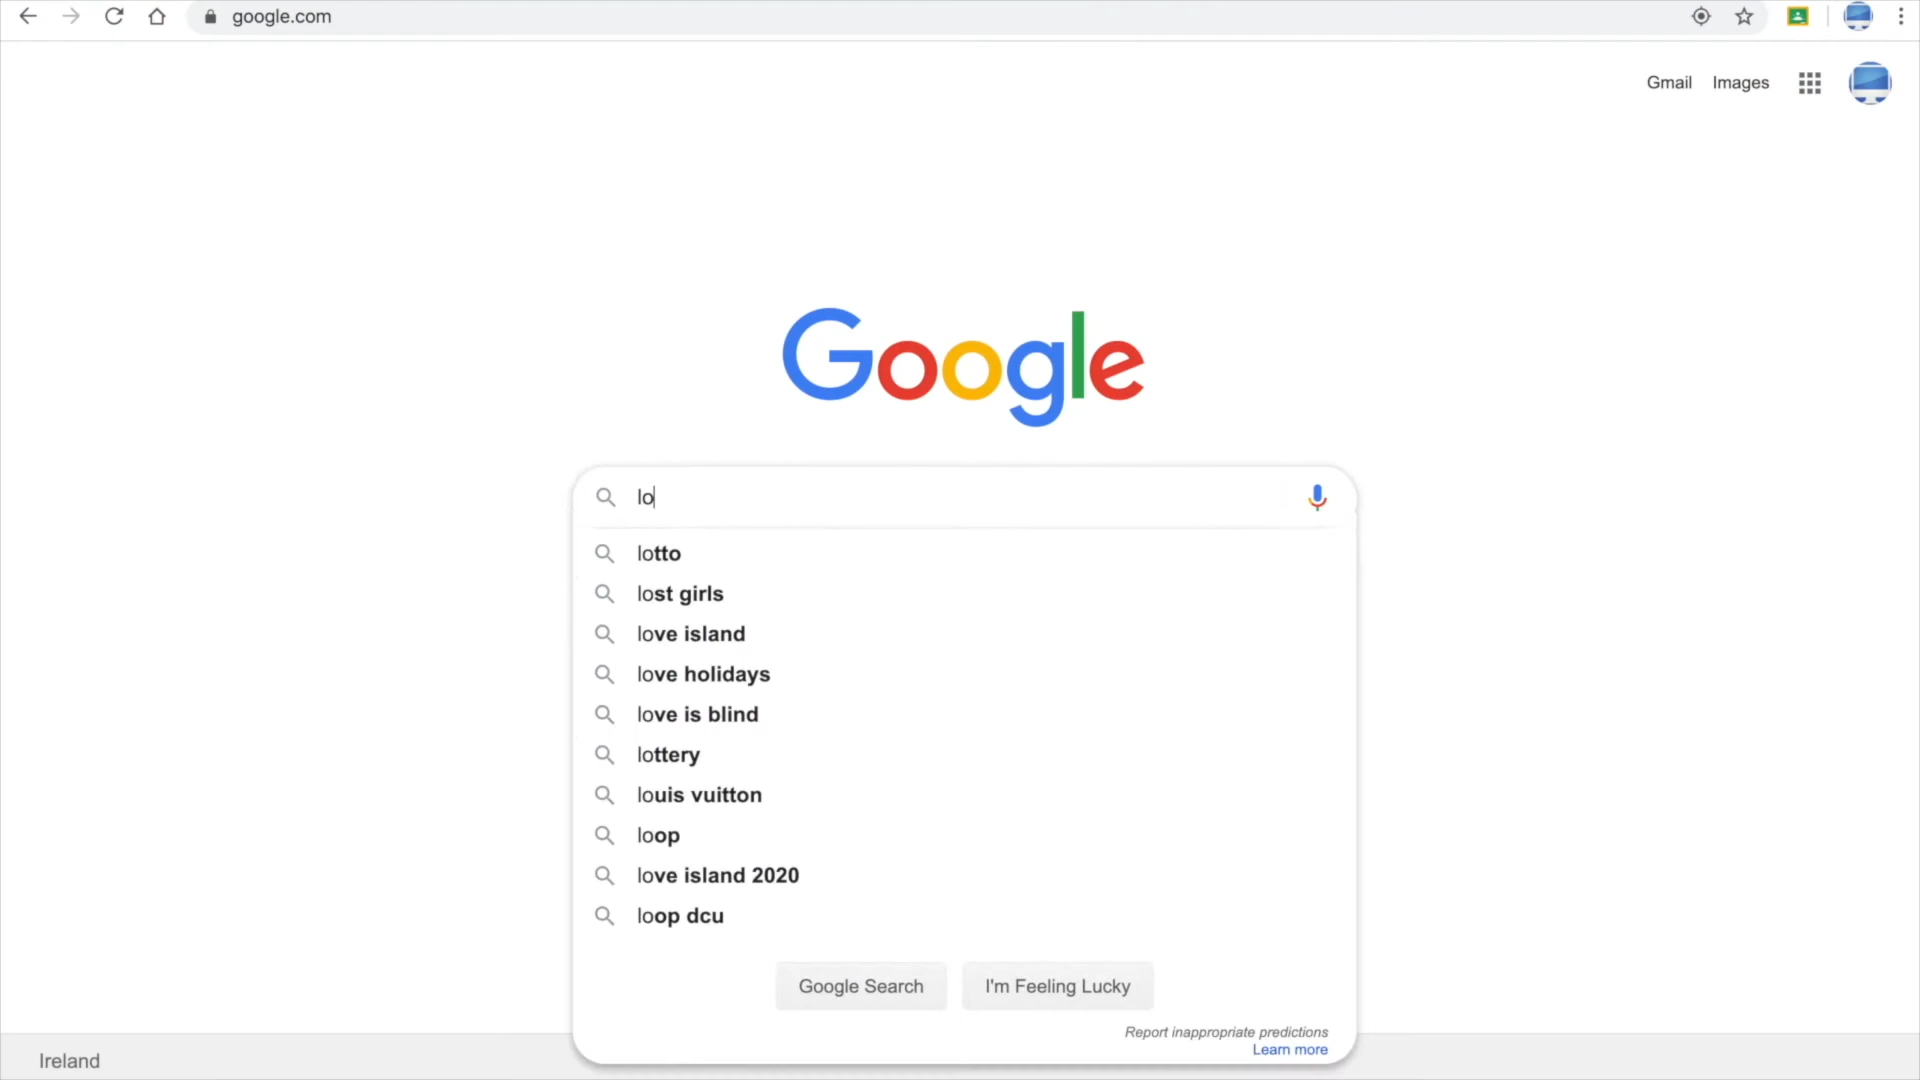 google.com
Gmail Images
Google
lo
lotto
lost girls
love island
love holidays
love is blind
lottery
louis vuitton
loop
love island 2020
loop dcu
Google Search I'm Feeling Lucky
Report inappropriate predictions
Learn more
Ireland